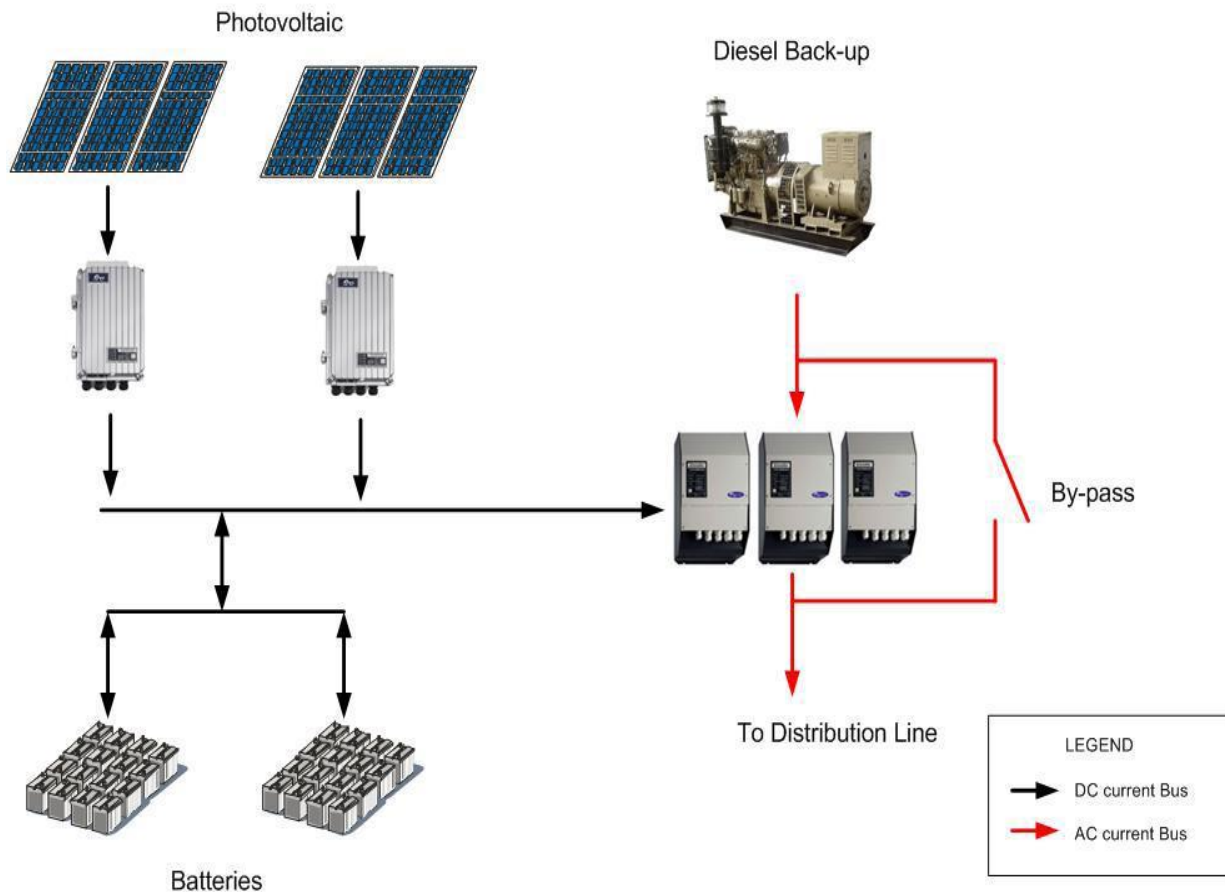 Photovoltaic
Diesel Back-up
By-pass
To Distribution Line
LEGEND
DC current Bus
AC current Bus
Batteries